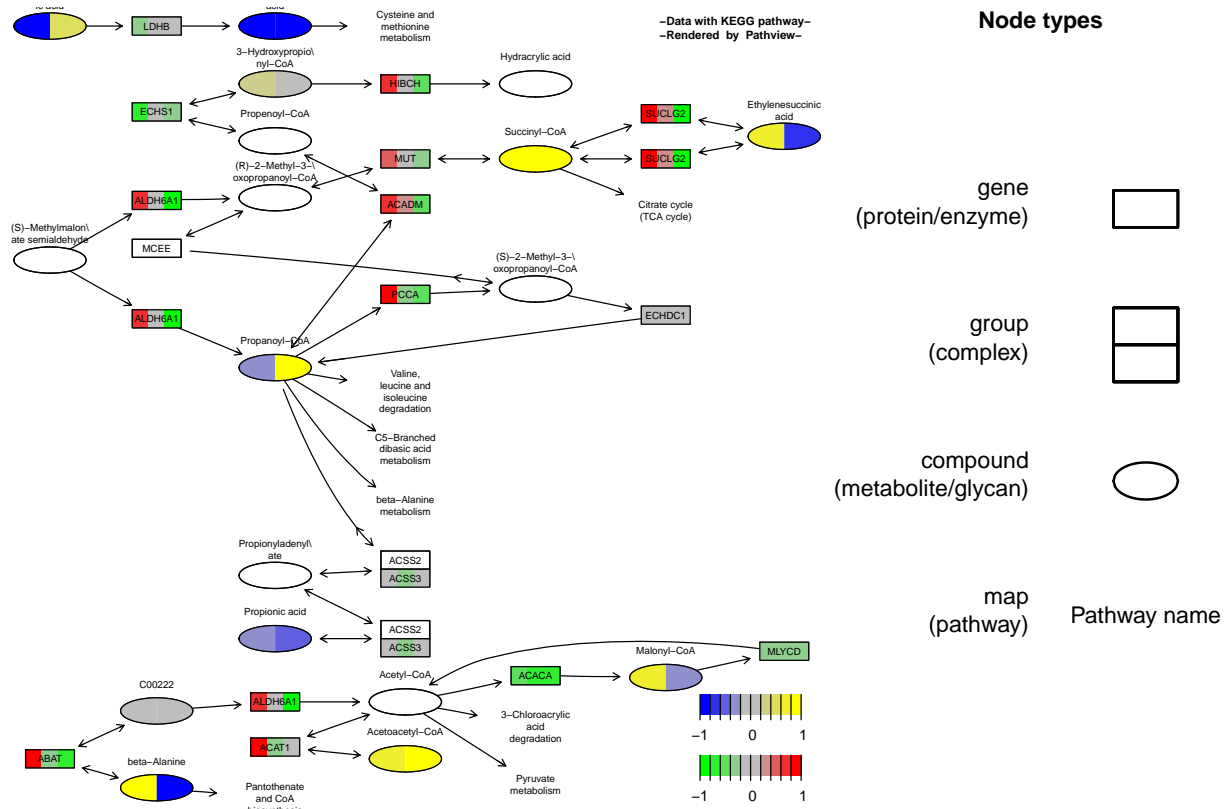 ic acid
acid
LDHB
Cysteine and
methionine
metabolism
−Data with KEGG pathway−
−Rendered by Pathview−
Node types
3−Hydroxypropio\
nyl−CoA
HIBCH
Hydracrylic acid
ECHS1
Propenoyl−CoA
SUCLG2
Ethylenesuccinic
acid
Succinyl−CoA
MUT
SUCLG2
(R)−2−Methyl−3−\
oxopropanoyl−CoA
ALDH6A1
ACADM
Citrate cycle
(TCA cycle)
gene
(protein/enzyme)
(S)−Methylmalon\
ate semialdehyde
MCEE
(S)−2−Methyl−3−\
oxopropanoyl−CoA
PCCA
ALDH6A1
ECHDC1
group
(complex)
Propanoyl−CoA
Valine,
leucine and
isoleucine
degradation
C5−Branched
dibasic acid
metabolism
compound
(metabolite/glycan)
beta−Alanine
metabolism
Propionyladenyl\
ate
ACSS2
ACSS3
Propionic acid
ACSS2
ACSS3
map
(pathway)
Pathway name
MLYCD
Malonyl−CoA
Acetyl−CoA
ACACA
C00222
ALDH6A1
3−Chloroacrylic
acid
degradation
−1
0
1
ACAT1
Acetoacetyl−CoA
ABAT
beta−Alanine
Pyruvate
metabolism
Pantothenate
and CoA
−1
0
1